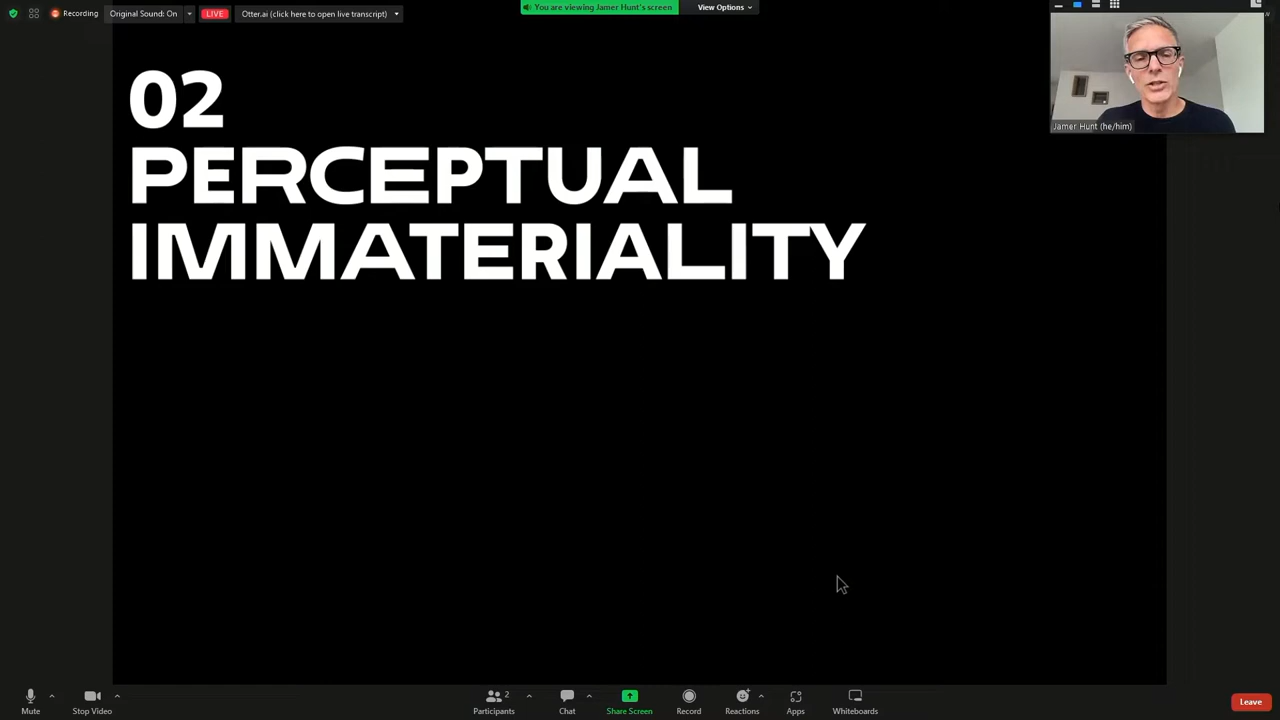 Recording
Original Sound: On
LIVE
Otter.ai (click here to open live transcript)
You are viewing Jamer Hunt's screen
View Options
02
PERCEPTUAL
IMMATERIALITY
Jamer Hunt (he/him)
Mute
Stop Video
Participants
2
Chat
Share Screen
Record
Reactions
Apps
Whiteboards
Leave